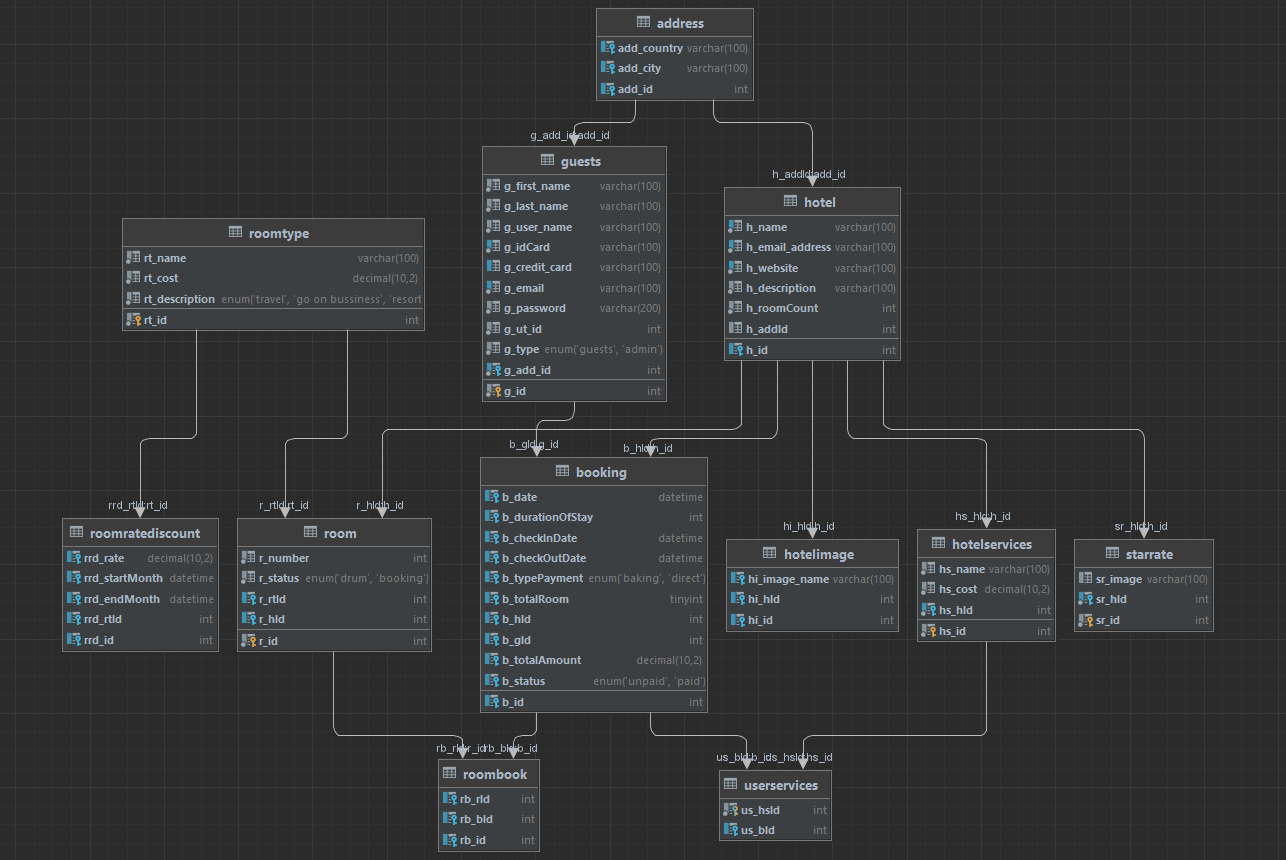 address
add_country varchar(100)
add_city varchar(100)
add_id int
g_add_id:add_id
h_addId:add_id
guests
g_first_name varchar(100)
g_last_name varchar(100)
g_user_name varchar(100)
g_idCard varchar(100)
g_credit_card varchar(100)
g_email varchar(100)
g_password varchar(200)
g_ut_id int
g_type enum('guests', 'admin')
g_add_id int
g_id int
hotel
h_name varchar(100)
h_email_address varchar(100)
h_website varchar(100)
h_description varchar(100)
h_roomCount int
h_addId int
h_id int
roomtype
rt_name varchar(100)
rt_cost decimal(10,2)
rt_description enum('travel', 'go on bussiness', 'resort
rt_id int
b_gId:g_id
b_hId:h_id
rrd_rtId:rt_id
r_rtId:rt_id
r_hId:h_id
hi_hId:h_id
hs_hId:h_id
sr_hId:h_id
booking
b_date datetime
b_durationOfStay int
b_checkInDate datetime
b_checkOutDate datetime
b_typePayment enum('baking', 'direct')
b_totalRoom tinyint
b_hId int
b_gId int
b_totalAmount decimal(10,2)
b_status enum('unpaid', 'paid')
b_id int
roomratediscount
rrd_rate decimal(10,2)
rrd_startMonth datetime
rrd_endMonth datetime
rrd_rtId int
rrd_id int
room
r_number int
r_status enum('drum', 'booking')
r_rtId int
r_hId int
r_id int
hotelimage
hi_image_name varchar(100)
hi_hId int
hi_id int
hotelservices
hs_name varchar(100)
hs_cost decimal(10,2)
hs_hId int
hs_id int
starrate
sr_image varchar(100)
sr_hId int
sr_id int
rb_bId:b_id
us_bId:b_id
roombook
rb_rId int
rb_bId int
rb_id int
userservices
us_hsId int
us_bId int